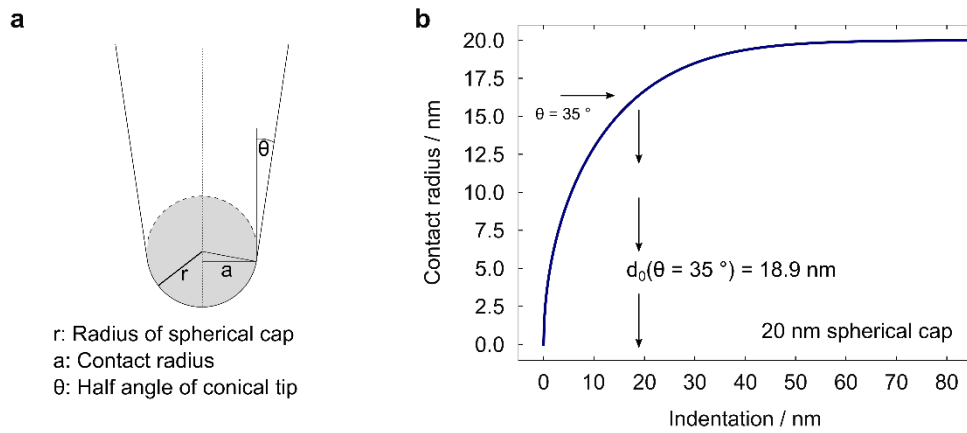 a
θ
r
a
r: Radius of spherical cap
a: Contact radius
θ: Half angle of conical tip
b
Contact radius / nm
20.0
17.5
15.0
12.5
10.0
7.5
5.0
2.5
0.0
θ = 35 °
d₀(θ = 35 °) = 18.9 nm
20 nm spherical cap
0 10 20 30 40 50 60 70 80
Indentation / nm